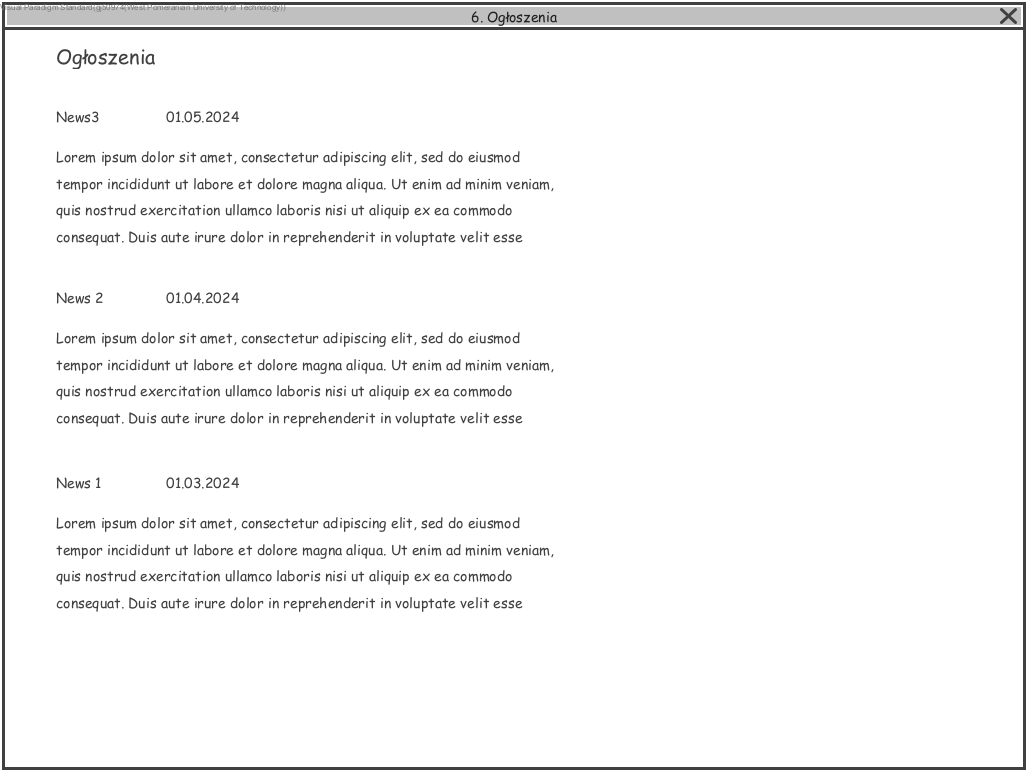 Visual Paradigm Standard(gj50974(West Pomeranian University of Technology))
6. Ogłoszenia
Ogłoszenia
News3 01.05.2024
Lorem ipsum dolor sit amet, consectetur adipiscing elit, sed do eiusmod
tempor incididunt ut labore et dolore magna aliqua. Ut enim ad minim veniam,
quis nostrud exercitation ullamco laboris nisi ut aliquip ex ea commodo
consequat. Duis aute irure dolor in reprehenderit in voluptate velit esse
News 2 01.04.2024
Lorem ipsum dolor sit amet, consectetur adipiscing elit, sed do eiusmod
tempor incididunt ut labore et dolore magna aliqua. Ut enim ad minim veniam,
quis nostrud exercitation ullamco laboris nisi ut aliquip ex ea commodo
consequat. Duis aute irure dolor in reprehenderit in voluptate velit esse
News 1 01.03.2024
Lorem ipsum dolor sit amet, consectetur adipiscing elit, sed do eiusmod
tempor incididunt ut labore et dolore magna aliqua. Ut enim ad minim veniam,
quis nostrud exercitation ullamco laboris nisi ut aliquip ex ea commodo
consequat. Duis aute irure dolor in reprehenderit in voluptate velit esse